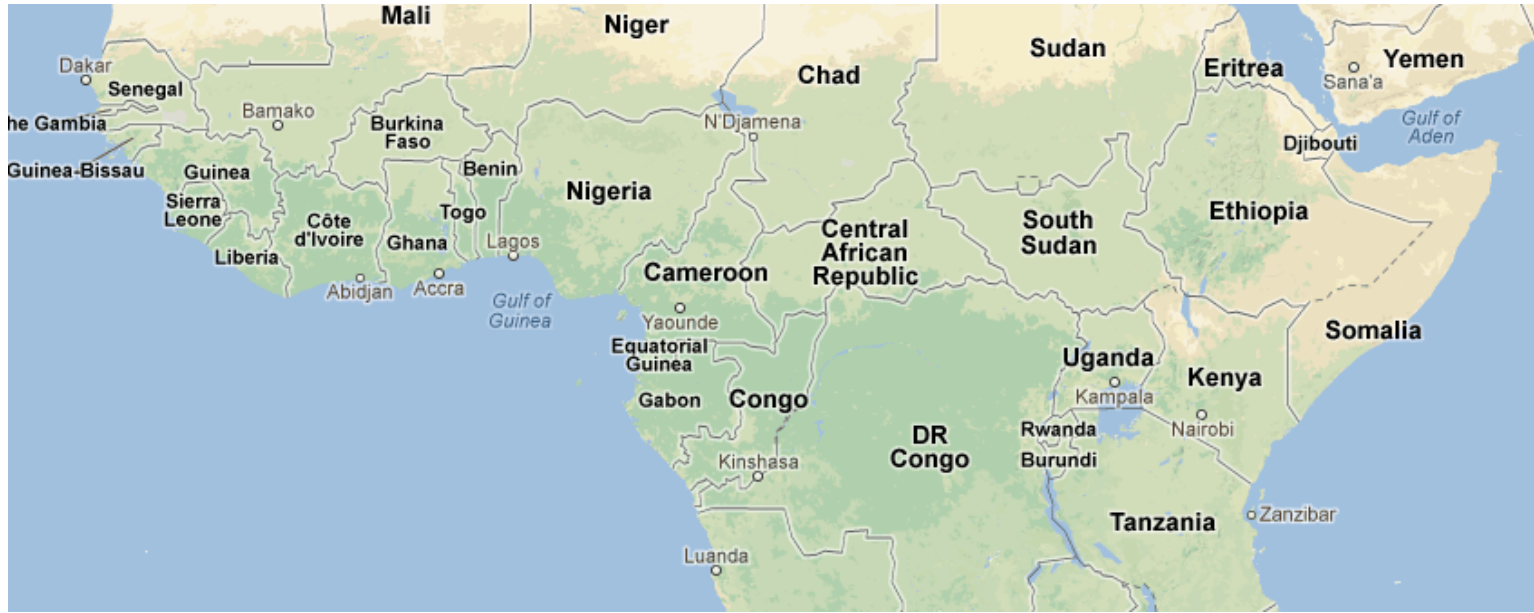 Mali
Niger
Sudan
Yemen
Dakar
Senegal
Chad
Eritrea
Sana'a
Bamako
he Gambia
Burkina
Faso
N'Djamena
Gulf of
Aden
Djibouti
Guinea-Bissau
Guinea
Benin
Nigeria
Sierra
Leone
Côte
d'Ivoire
Togo
Ghana
Lagos
Central
African
Republic
South
Sudan
Ethiopia
Liberia
Abidjan
Accra
Gulf of
Guinea
Cameroon
Yaounde
Equatorial
Guinea
Gabon
Congo
Uganda
Kampala
Kenya
Nairobi
Somalia
DR
Congo
Rwanda
Burundi
Kinshasa
Tanzania
Zanzibar
Luanda